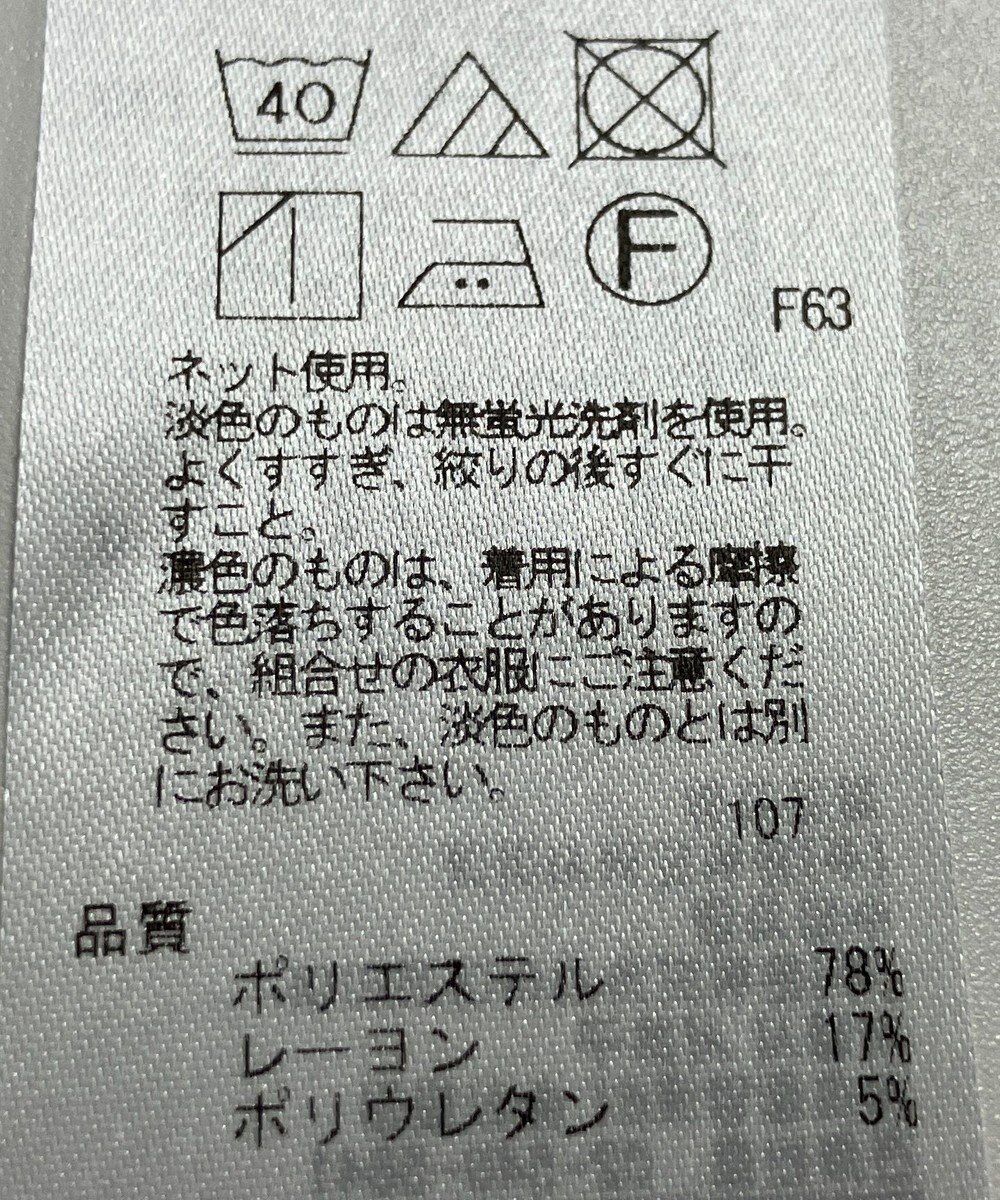 40
F
F63
ネット使用。
淡色のものは無蛍光洗剤を使用。
よくすすぎ、絞りの後すぐに干
すこと。
濃色のものは、着用による摩擦
で色落ちすることがありますの
で、組合せの衣服にご注意くだ
さい。また、淡色のものとは別
にお洗い下さい。
107
品質
ポリエステル 78%
レーヨン 17%
ポリウレタン 5%